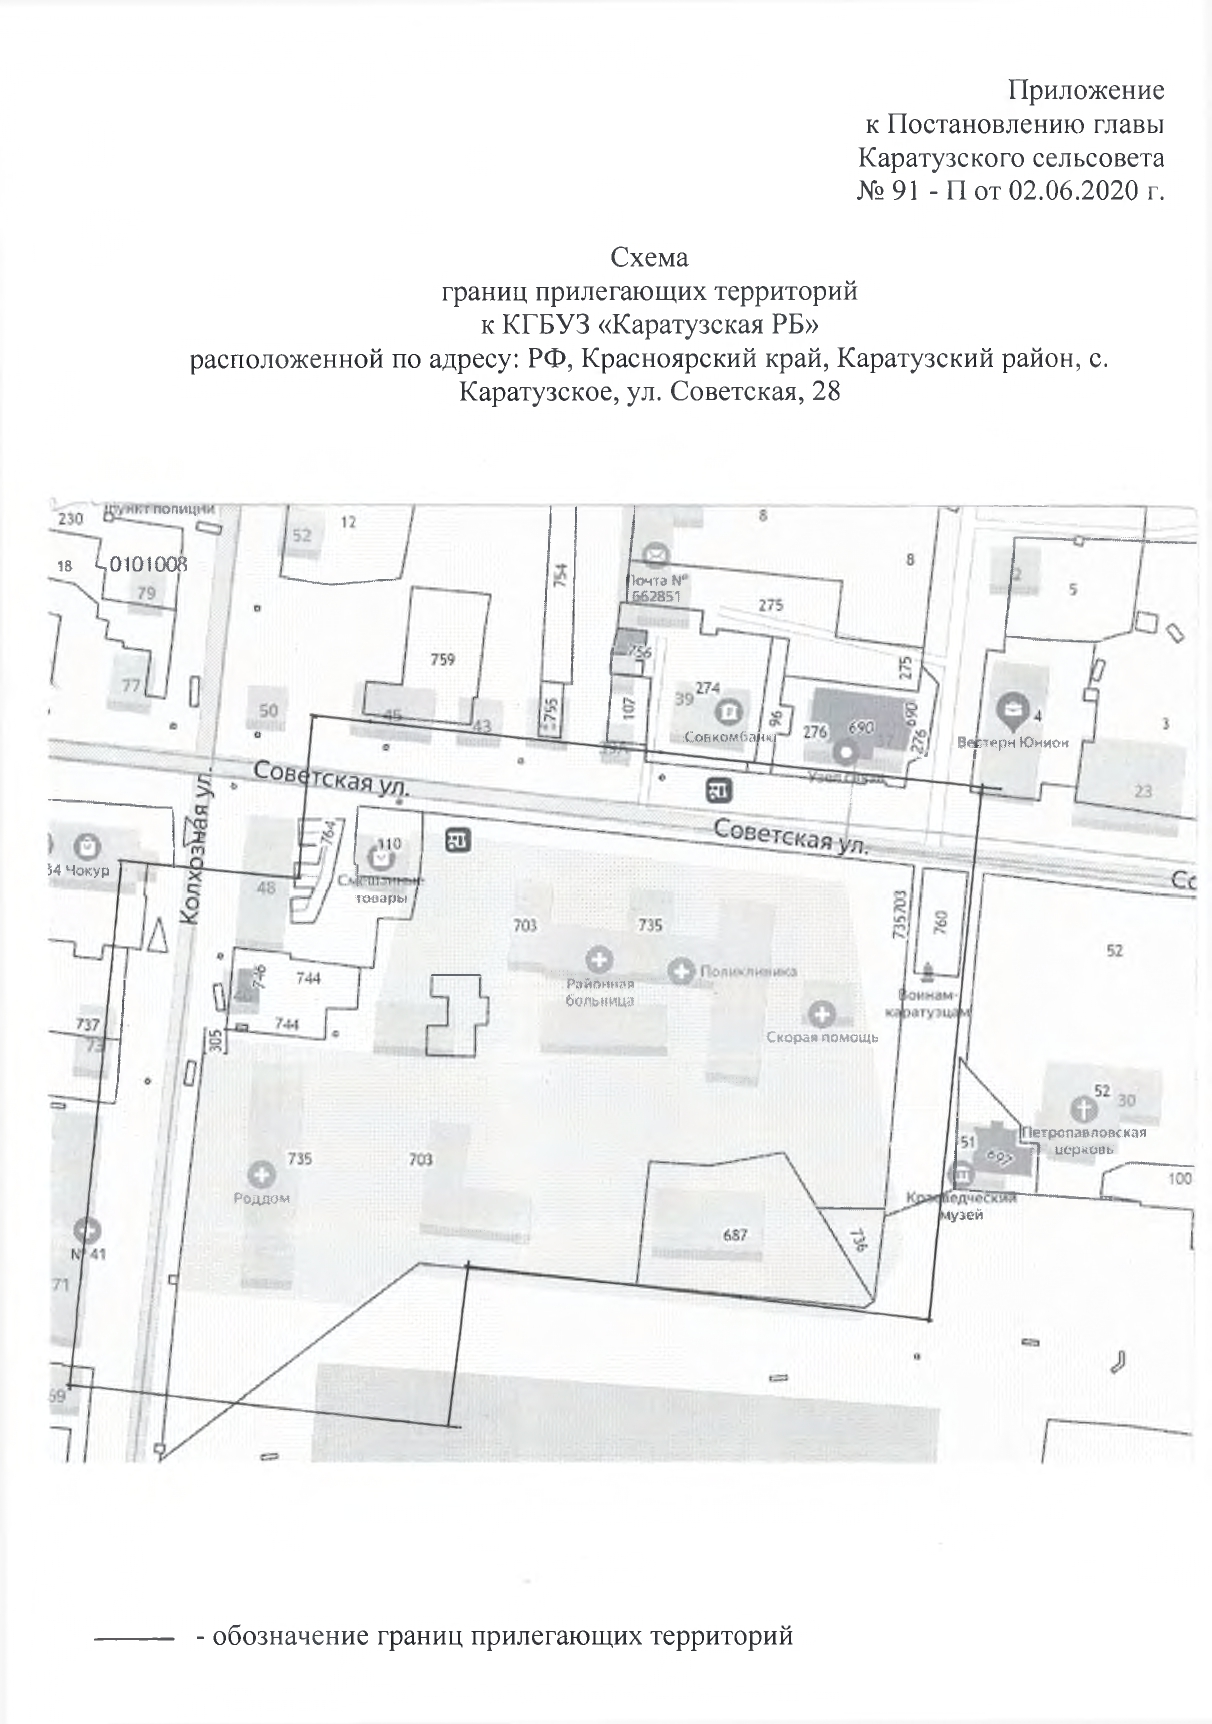 Приложение
к Постановлению главы
Каратузского сельсовета
№ 91 - П от 02.06.2020 г.
Схема
границ прилегающих территорий
к КГБУЗ «Каратузская РБ»
расположенной по адресу: РФ, Красноярский край, Каратузский район, с.
Каратузское, ул. Советская, 28
пункт полиции
230
12
8
52
18
0101008
8
754
Почта №
662851
2
5
79
275
759
756
275
77
274
39
107
50
45
43
755
96
276
690
690
276
4
3
Совкомбанк
Вестерн Юнион
Узел связи
Советская ул.
23
Колхозная ул.
764
110
Советская ул.
64 Чокур
48
Смешанные
товары
703
735
735703
760
52
746
744
Районная
больница
Поликлиника
Воинам-
каратузцам
737
73
744
305
Скорая помощь
52
30
51
697
Петропавловская
церковь
735
703
100
Роддом
Краеведческий
музей
№ 41
687
736
71
69
- обозначение границ прилегающих территорий